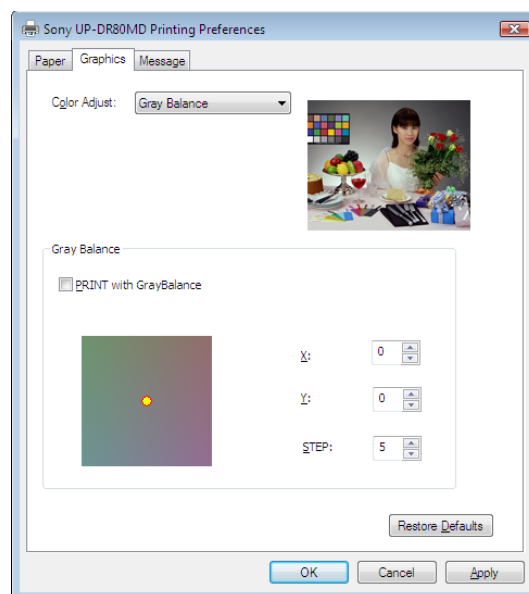 Sony UP-DR80MD Printing Preferences
Paper Graphics Message
Color Adjust: Gray Balance
Gray Balance
PRINT with GrayBalance
X: 0
Y: 0
STEP: 5
Restore Defaults
OK Cancel Apply